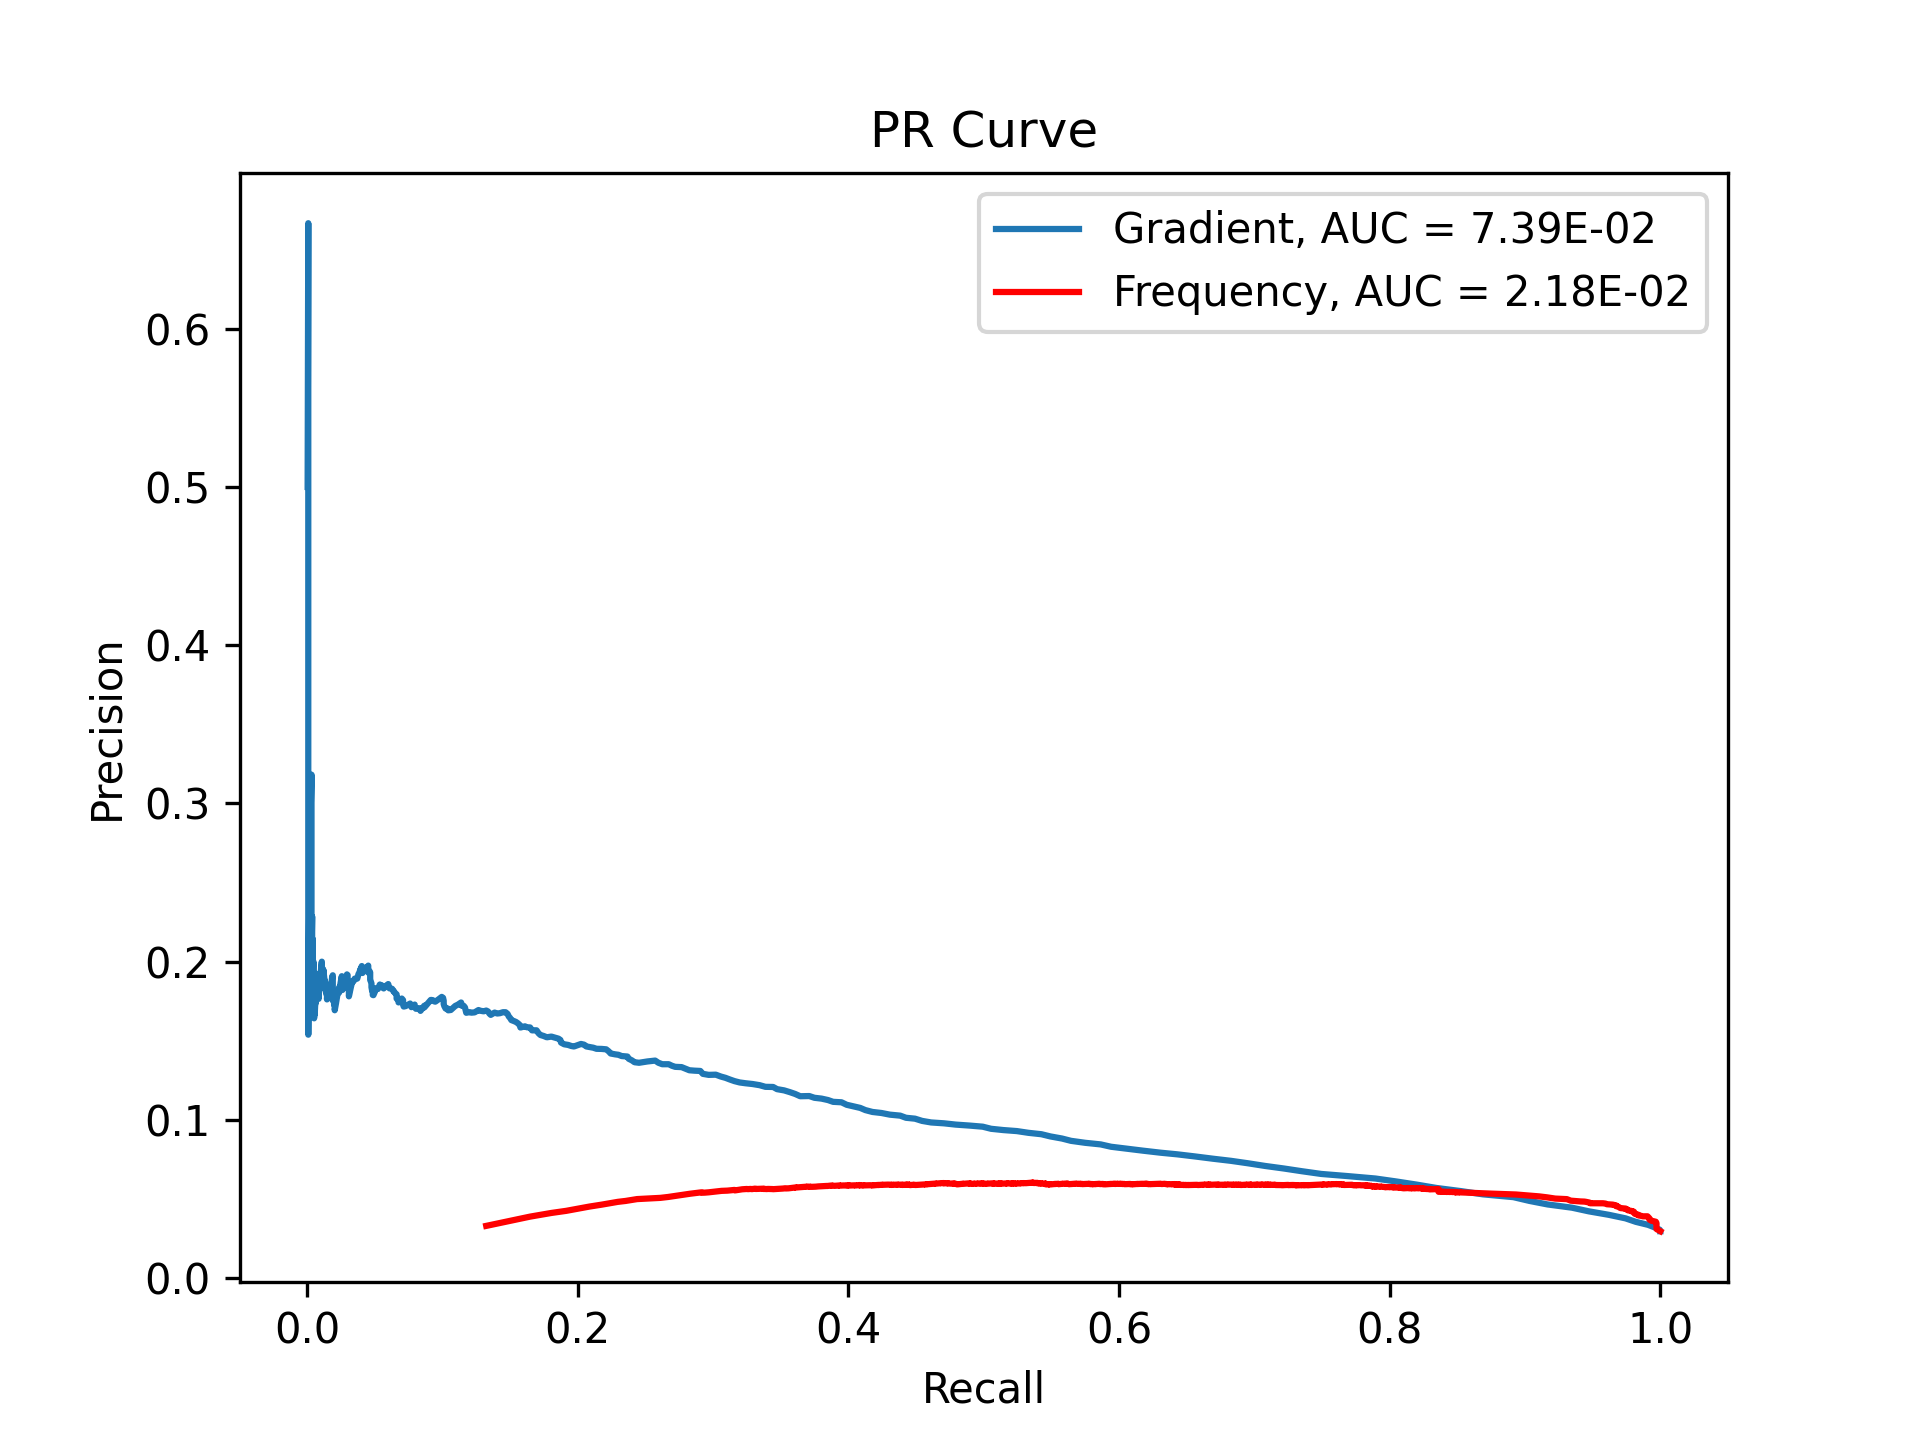 PR Curve
Gradient, AUC = 7.39E-02
Frequency, AUC = 2.18E-02
Precision
0.6
0.5
0.4
0.3
0.2
0.1
0.0
0.0 0.2 0.4 0.6 0.8 1.0
Recall